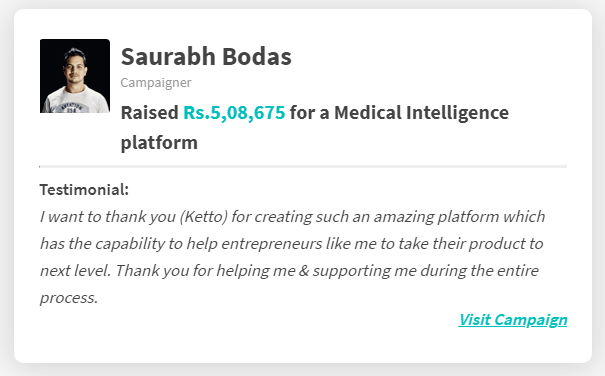 Saurabh Bodas
Campaigner
Raised Rs.5,08,675 for a Medical Intelligence
platform
Testimonial:
I want to thank you (Ketto) for creating such an amazing platform which
has the capability to help entrepreneurs like me to take their product to
next level. Thank you for helping me & supporting me during the entire
process.
Visit Campaign